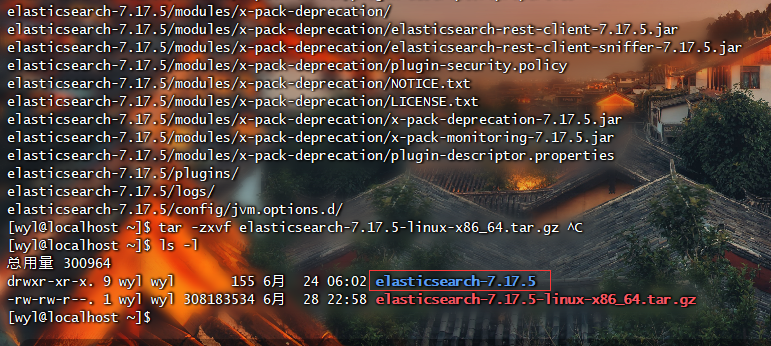 elasticsearch-7.17.5/modules/x-pack-deprecation/
elasticsearch-7.17.5/modules/x-pack-deprecation/elasticsearch-rest-client-7.17.5.jar
elasticsearch-7.17.5/modules/x-pack-deprecation/elasticsearch-rest-client-sniffer-7.17.5.jar
elasticsearch-7.17.5/modules/x-pack-deprecation/plugin-security.policy
elasticsearch-7.17.5/modules/x-pack-deprecation/NOTICE.txt
elasticsearch-7.17.5/modules/x-pack-deprecation/LICENSE.txt
elasticsearch-7.17.5/modules/x-pack-deprecation/x-pack-deprecation-7.17.5.jar
elasticsearch-7.17.5/modules/x-pack-deprecation/x-pack-monitoring-7.17.5.jar
elasticsearch-7.17.5/modules/x-pack-deprecation/plugin-descriptor.properties
elasticsearch-7.17.5/plugins/
elasticsearch-7.17.5/logs/
elasticsearch-7.17.5/config/jvm.options.d/
[wyl@localhost ~]$ tar -zxvf elasticsearch-7.17.5-linux-x86_64.tar.gz ^C
[wyl@localhost ~]$ ls -l
总用量 300964
drwxr-xr-x. 9 wyl wyl       155 6月  24 06:02 elasticsearch-7.17.5
-rw-rw-r--. 1 wyl wyl 308183534 6月  28 22:58 elasticsearch-7.17.5-linux-x86_64.tar.gz
[wyl@localhost ~]$